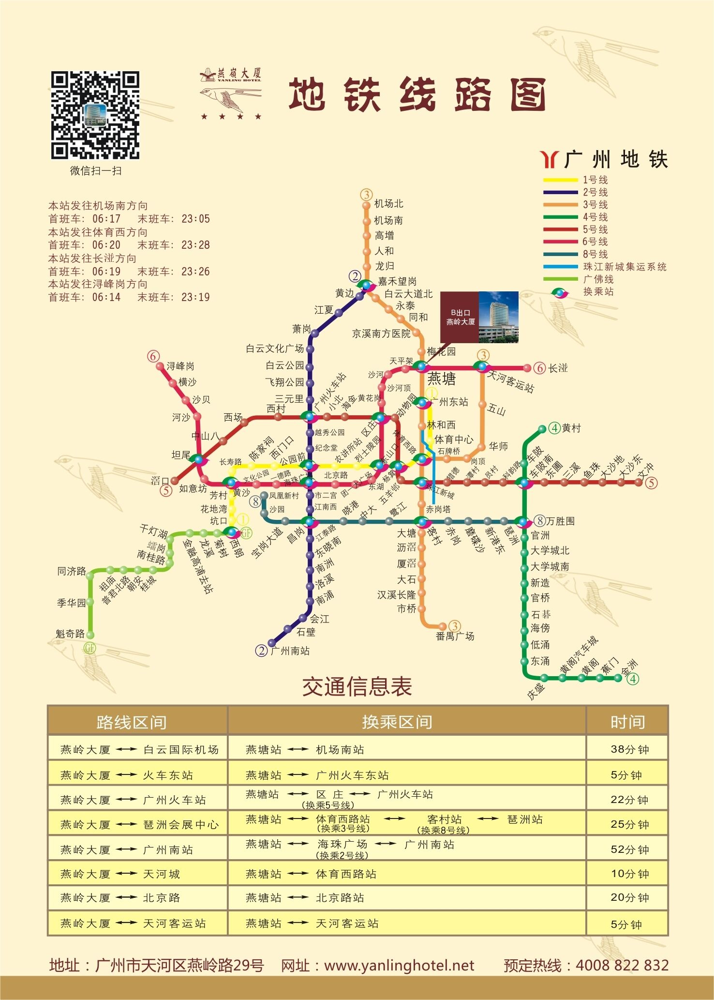 燕嶺大厦
YANLING HOTEL
地铁线路图
微信扫一扫
广州地铁
1号线
2号线
3号线
4号线
5号线
6号线
8号线
珠江新城集运系统
广佛线
换乘站
本站发往机场南方向
首班车：06:17 末班车：23:05
本站发往体育西方向
首班车：06:20 末班车：23:28
本站发往长湴方向
首班车：06:19 末班车：23:26
本站发往浔峰岗方向
首班车：06:14 末班车：23:19
③
机场北
机场南
高增
人和
龙归
②
嘉禾望岗
黄边
白云大道北
江夏
永泰
同和
萧岗
京溪南方医院
B出口
燕岭大厦
白云文化广场
梅花园
白云公园
飞翔公园
三元里
⑥
浔峰岗
横沙
沙贝
河沙
天平架
③
⑥长湴
沙河
燕塘
天河客运站
沙河顶
①
广州火车站
小北
淘金
黄花岗
动物园
广州东站
五山
西村
西场
中山八
区庄
林和西
④黄村
越秀公园
体育西路
体育中心
华师
坦尾
长寿路
陈家祠
西门口
公园前
纪念堂
农讲所站
烈士陵园
东山口
石牌桥
岗顶
车陂
滘口
⑤
如意坊
黄沙
文化公园
一德路
海珠广场
北京路
团一大广场
东湖
杨箕
五羊邨
珠江新城
猎德
潭村
员村
科韵路
车陂南
东圃
三溪
鱼珠
大沙地
大沙东
文冲
⑤
芳村
花地湾
坑口
①
GF
西朗
⑧
凤凰新村
沙园
市二宫
江南西
晓港
中大
鹭江
赤岗塔
宝岗大道
昌岗
江泰路
客村
赤岗
磨碟沙
新港东
琶洲
⑧万胜围
千灯湖
蠕岗
南桂路
金融高浦去站
龙溪
菊树
东晓南
南洲
洛溪
南浦
会江
石壁
②广州南站
大塘
沥滘
厦滘
大石
汉溪长隆
市桥
③
番禺广场
官洲
大学城北
大学城南
新造
官桥
石碁
海傍
低涌
东涌
庆盛
黄阁汽车城
黄阁
蕉门
金洲
④
同济路
祖庙
普君北路
朝安
桂城
季华园
魁奇路
GF
交通信息表
路线区间 换乘区间 时间
燕岭大厦 ↔ 白云国际机场 燕塘站 ↔ 机场南站 38分钟
燕岭大厦 ↔ 火车东站 燕塘站 ↔ 广州火车东站 5分钟
燕岭大厦 ↔ 广州火车站 燕塘站 ↔ 区庄 ↔ 广州火车站 22分钟
(换乘5号线)
燕岭大厦 ↔ 琶洲会展中心 燕塘站 ↔ 体育西路站 ↔ 客村站 ↔ 琶洲站 25分钟
(换乘3号线) (换乘8号线)
燕岭大厦 ↔ 广州南站 燕塘站 ↔ 海珠广场 ↔ 广州南站 52分钟
(换乘2号线)
燕岭大厦 ↔ 天河城 燕塘站 ↔ 体育西路站 10分钟
燕岭大厦 ↔ 北京路 燕塘站 ↔ 北京路站 20分钟
燕岭大厦 ↔ 天河客运站 燕塘站 ↔ 天河客运站 5分钟
地址：广州市天河区燕岭路29号 网址：www.yanlinghotel.net 预定热线：4008 822 832